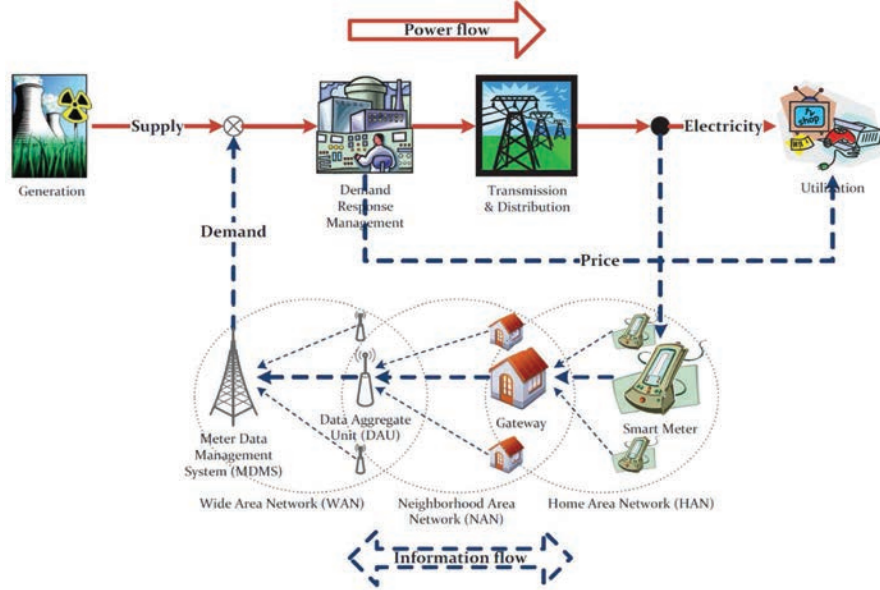 Power flow
Supply
Electricity
tv
shop
Generation
Demand
Response
Management
Transmission
& Distribution
Utilization
Demand
Price
Data Aggregate
Unit (DAU)
Gateway
Smart Meter
Meter Data
Management
System (MDMS)
Wide Area Network (WAN)
Neighborhood Area
Network (NAN)
Home Area Network (HAN)
Information flow